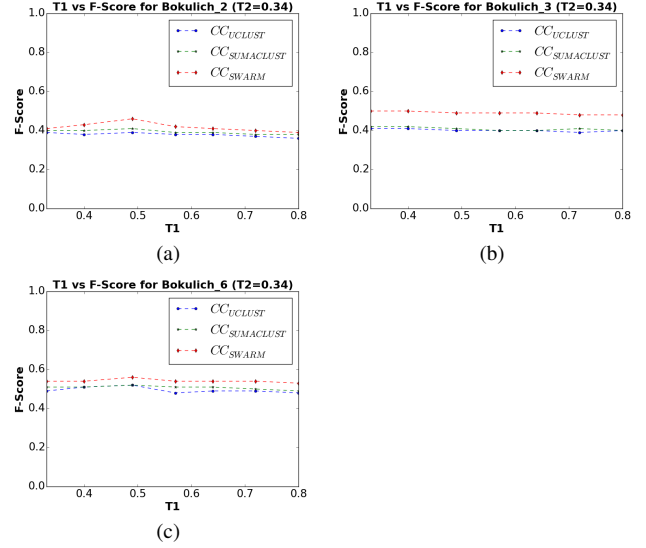 T1 vs F-Score for Bokulich_2 (T2=0.34)
1.0
0.8
0.6
0.4
0.2
0.0
F-Score
CC_UCLUST
CC_SUMACLUST
CC_SWARM
0.4 0.5 0.6 0.7 0.8
T1
(a)
T1 vs F-Score for Bokulich_3 (T2=0.34)
1.0
0.8
0.6
0.4
0.2
0.0
F-Score
CC_UCLUST
CC_SUMACLUST
CC_SWARM
0.4 0.5 0.6 0.7 0.8
T1
(b)
T1 vs F-Score for Bokulich_6 (T2=0.34)
1.0
0.8
0.6
0.4
0.2
0.0
F-Score
CC_UCLUST
CC_SUMACLUST
CC_SWARM
0.4 0.5 0.6 0.7 0.8
T1
(c)